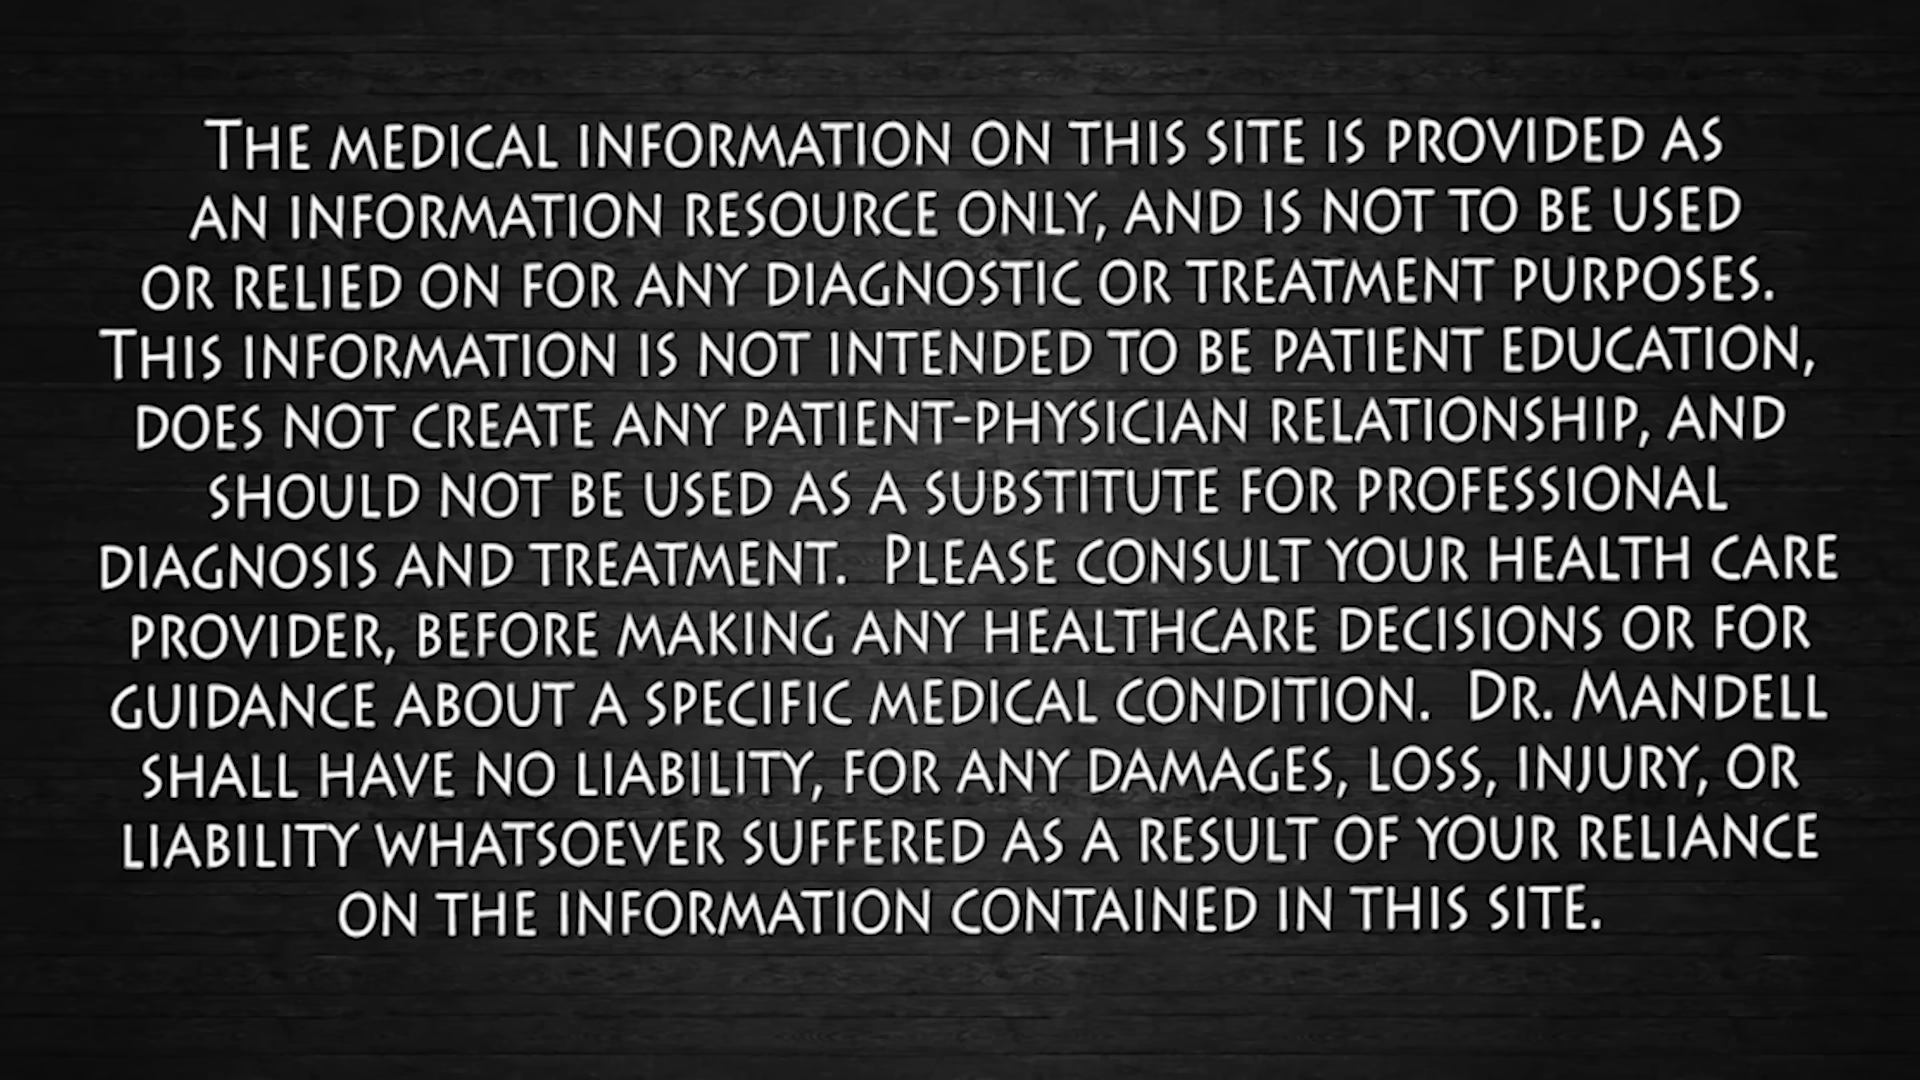 The medical information on this site is provided as
an information resource only, and is not to be used
or relied on for any diagnostic or treatment purposes.
This information is not intended to be patient education,
does not create any patient-physician relationship, and
should not be used as a substitute for professional
diagnosis and treatment. Please consult your health care
provider, before making any healthcare decisions or for
guidance about a specific medical condition. Dr. Mandell
shall have no liability, for any damages, loss, injury, or
liability whatsoever suffered as a result of your reliance
on the information contained in this site.